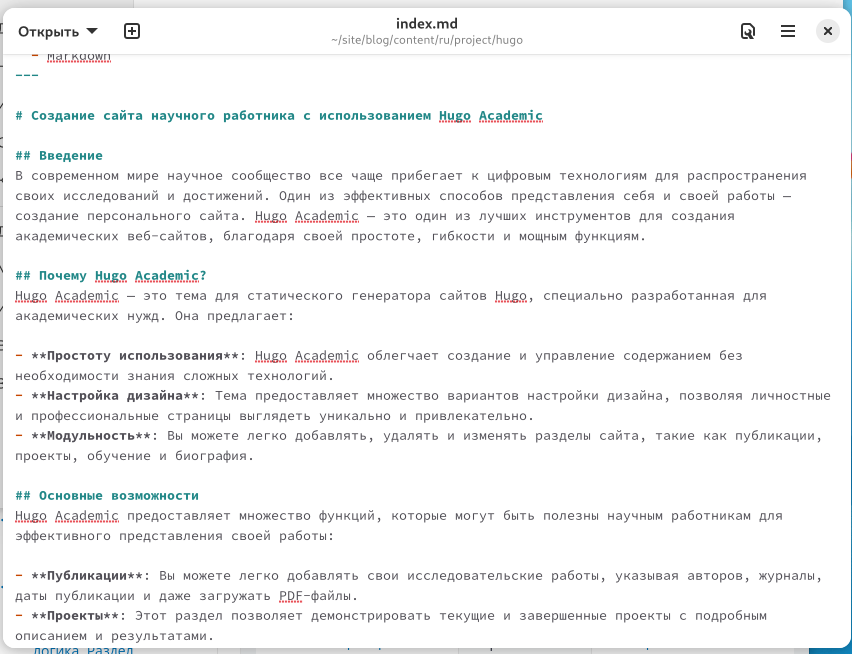 Открыть
index.md
~/site/blog/content/ru/project/hugo
- Markdown
---
# Создание сайта научного работника с использованием Hugo Academic
## Введение
В современном мире научное сообщество все чаще прибегает к цифровым технологиям для распространения
своих исследований и достижений. Один из эффективных способов представления себя и своей работы —
создание персонального сайта. Hugo Academic — это один из лучших инструментов для создания
академических веб-сайтов, благодаря своей простоте, гибкости и мощным функциям.
## Почему Hugo Academic?
Hugo Academic — это тема для статического генератора сайтов Hugo, специально разработанная для
академических нужд. Она предлагает:
- **Простоту использования**: Hugo Academic облегчает создание и управление содержанием без
необходимости знания сложных технологий.
- **Настройка дизайна**: Тема предоставляет множество вариантов настройки дизайна, позволяя личностные
и профессиональные страницы выглядеть уникально и привлекательно.
- **Модульность**: Вы можете легко добавлять, удалять и изменять разделы сайта, такие как публикации,
проекты, обучение и биография.
## Основные возможности
Hugo Academic предоставляет множество функций, которые могут быть полезны научным работникам для
эффективного представления своей работы:
- **Публикации**: Вы можете легко добавлять свои исследовательские работы, указывая авторов, журналы,
даты публикации и даже загружать PDF-файлы.
- **Проекты**: Этот раздел позволяет демонстрировать текущие и завершенные проекты с подробным
описанием и результатами.
логика Раздел